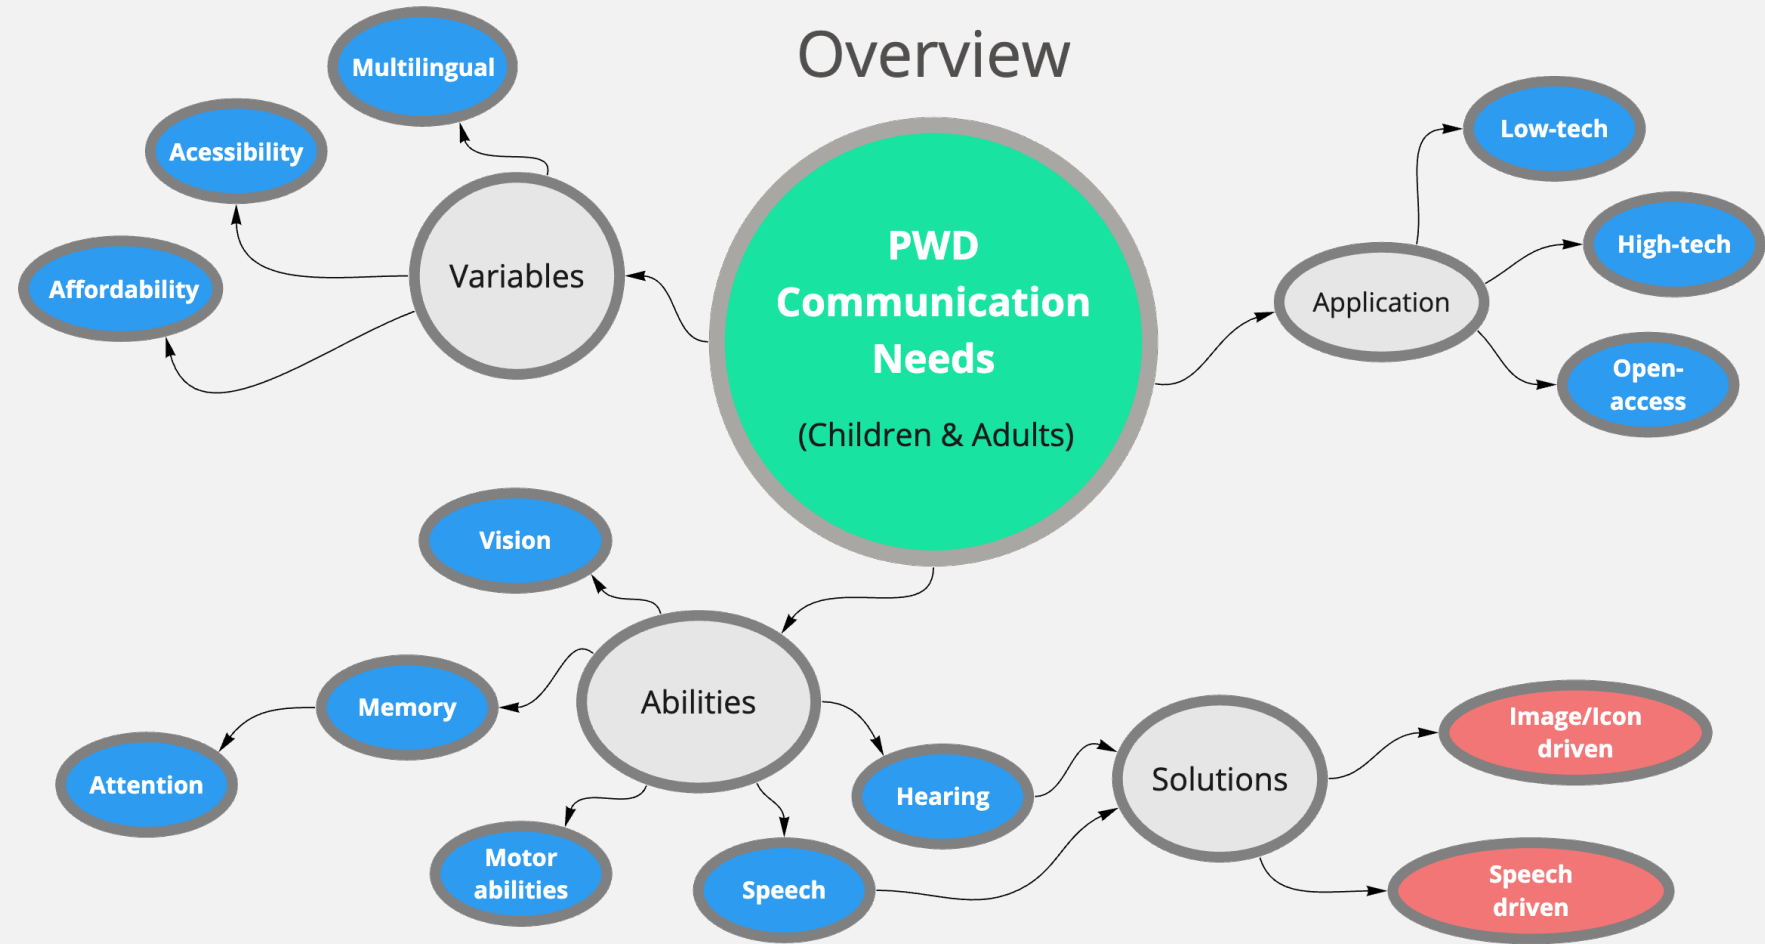 Overview
Multilingual
Acessibility
Affordability
Variables
PWD
Communication
Needs
(Children & Adults)
Application
Low-tech
High-tech
Open-
access
Vision
Memory
Attention
Abilities
Motor
abilities
Speech
Hearing
Solutions
Image/Icon
driven
Speech
driven